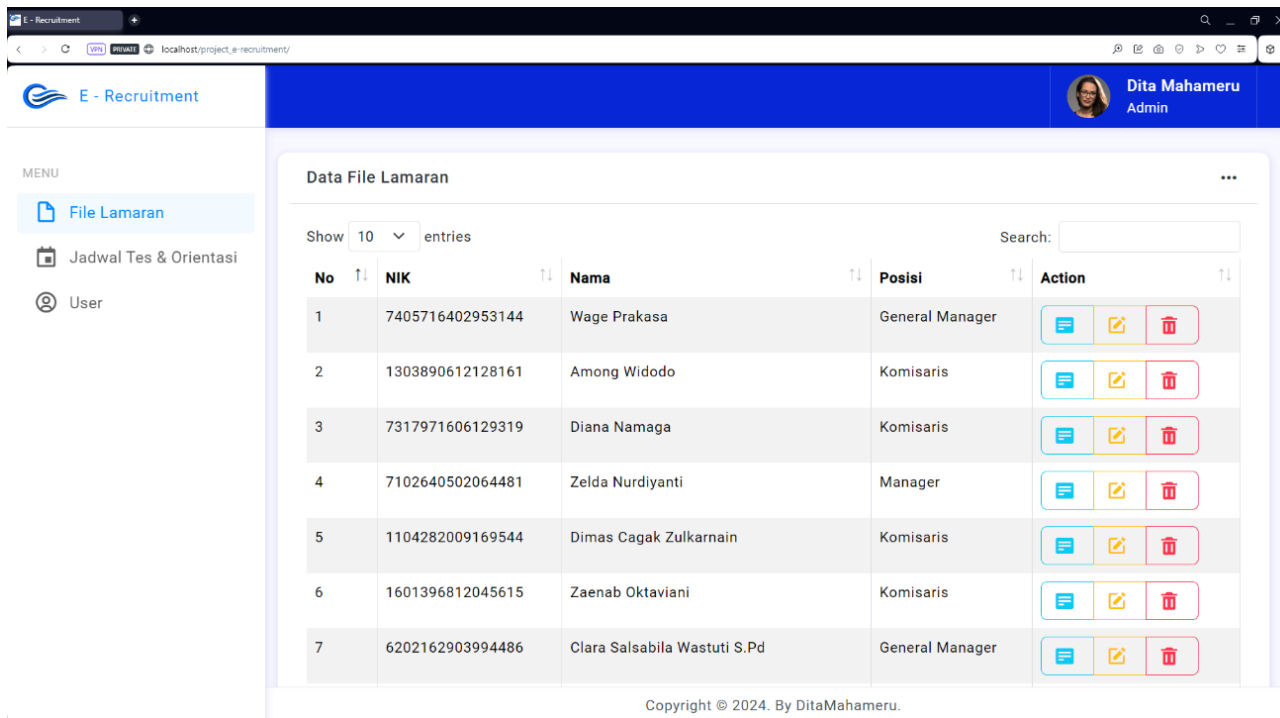 E - Recruitment
VPN PRIVATE localhost/project_e-recruitment/
E - Recruitment
Dita Mahameru
Admin
MENU
File Lamaran
Jadwal Tes & Orientasi
User
Data File Lamaran
Show 10 entries
Search:
No NIK Nama Posisi Action
1 7405716402953144 Wage Prakasa General Manager
2 1303890612128161 Among Widodo Komisaris
3 7317971606129319 Diana Namaga Komisaris
4 7102640502064481 Zelda Nurdiyanti Manager
5 1104282009169544 Dimas Cagak Zulkarnain Komisaris
6 1601396812045615 Zaenab Oktaviani Komisaris
7 6202162903994486 Clara Salsabila Wastuti S.Pd General Manager
Copyright © 2024. By DitaMahameru.